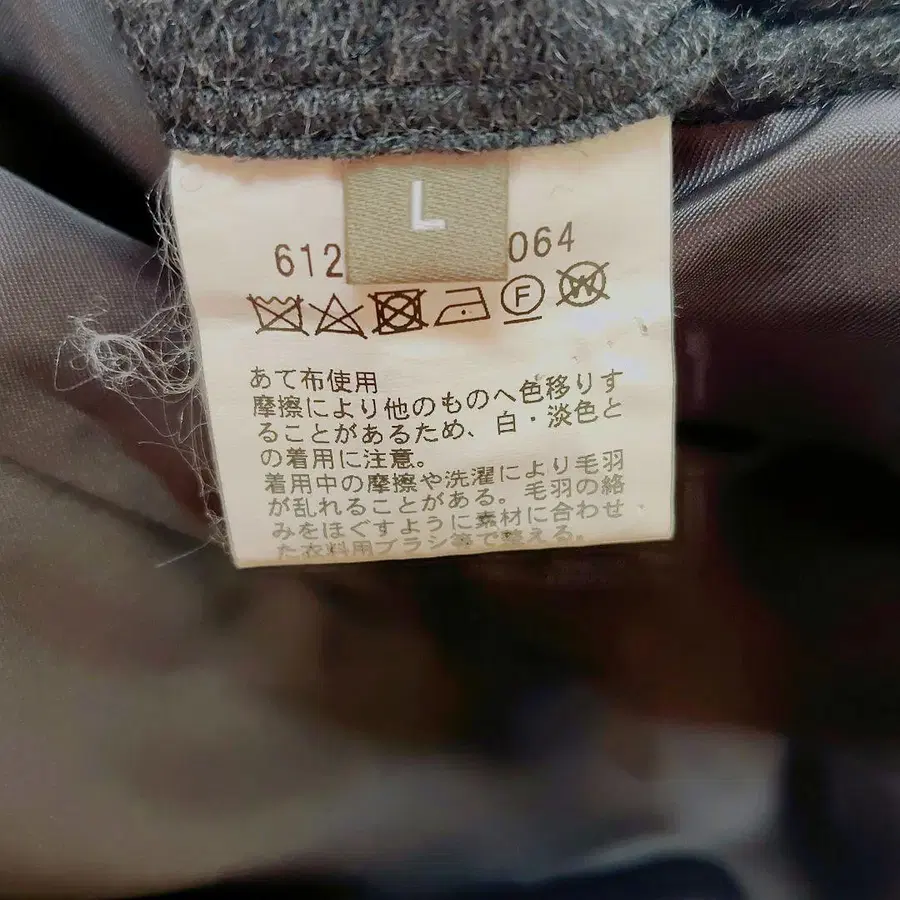 L
612 064
F W
あて布使用
摩擦により他のものへ色移りす
ることがあるため、白・淡色と
の着用に注意。
着用中の摩擦や洗濯により毛羽
が乱れることがある。毛羽の絡
みをほぐすように素材に合わせ
た衣料用ブラシ等で整える。